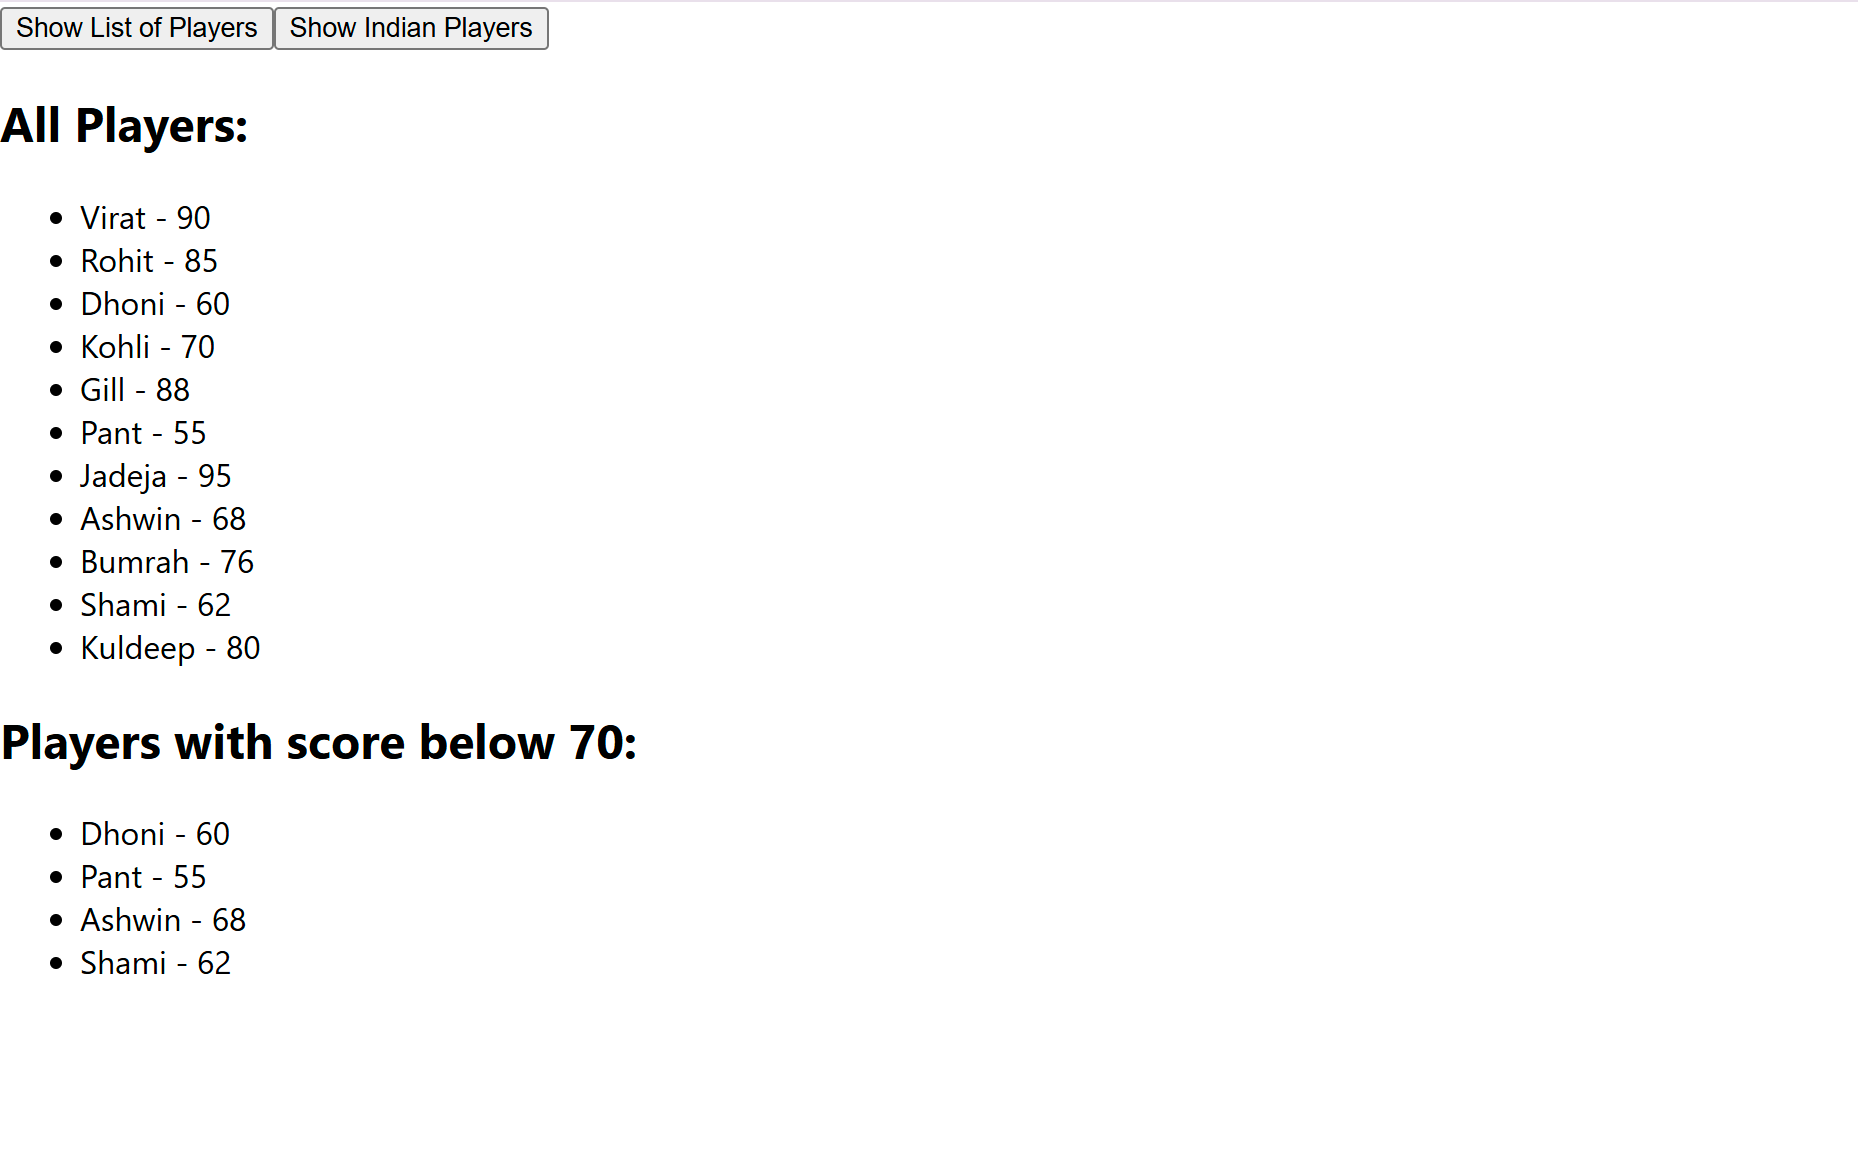 Show List of Players Show Indian Players
All Players:
• Virat - 90
• Rohit - 85
• Dhoni - 60
• Kohli - 70
• Gill - 88
• Pant - 55
• Jadeja - 95
• Ashwin - 68
• Bumrah - 76
• Shami - 62
• Kuldeep - 80
Players with score below 70:
• Dhoni - 60
• Pant - 55
• Ashwin - 68
• Shami - 62